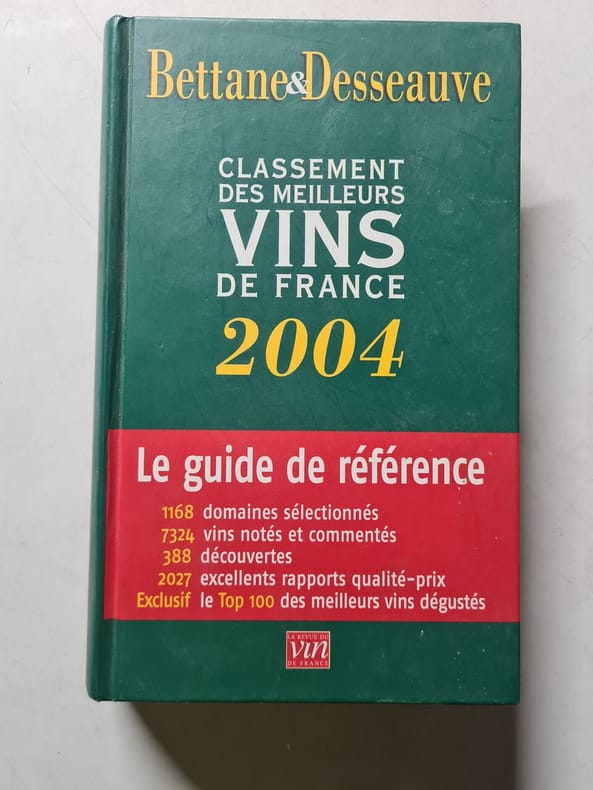 Bettane&Desseauve
CLASSEMENT
DES MEILLEURS
VINS
DE FRANCE
2004
Le guide de référence
1168 domaines sélectionnés
7324 vins notés et commentés
388 découvertes
2027 excellents rapports qualité-prix
Exclusif le Top 100 des meilleurs vins dégustés
LA REVUE DU
vin
DE FRANCE